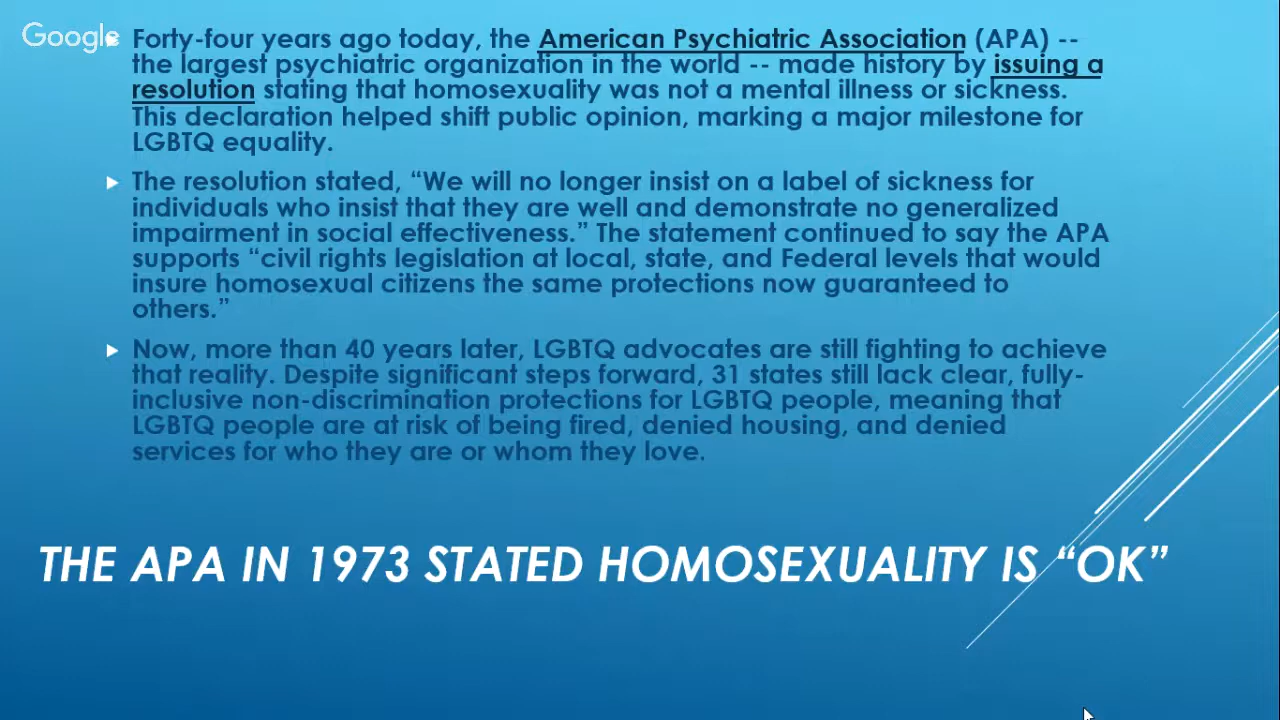 Google
Forty-four years ago today, the American Psychiatric Association (APA) --
the largest psychiatric organization in the world -- made history by issuing a
resolution stating that homosexuality was not a mental illness or sickness.
This declaration helped shift public opinion, marking a major milestone for
LGBTQ equality.
The resolution stated, “We will no longer insist on a label of sickness for
individuals who insist that they are well and demonstrate no generalized
impairment in social effectiveness.” The statement continued to say the APA
supports “civil rights legislation at local, state, and Federal levels that would
insure homosexual citizens the same protections now guaranteed to
others.”
Now, more than 40 years later, LGBTQ advocates are still fighting to achieve
that reality. Despite significant steps forward, 31 states still lack clear, fully-
inclusive non-discrimination protections for LGBTQ people, meaning that
LGBTQ people are at risk of being fired, denied housing, and denied
services for who they are or whom they love.
THE APA IN 1973 STATED HOMOSEXUALITY IS “OK”